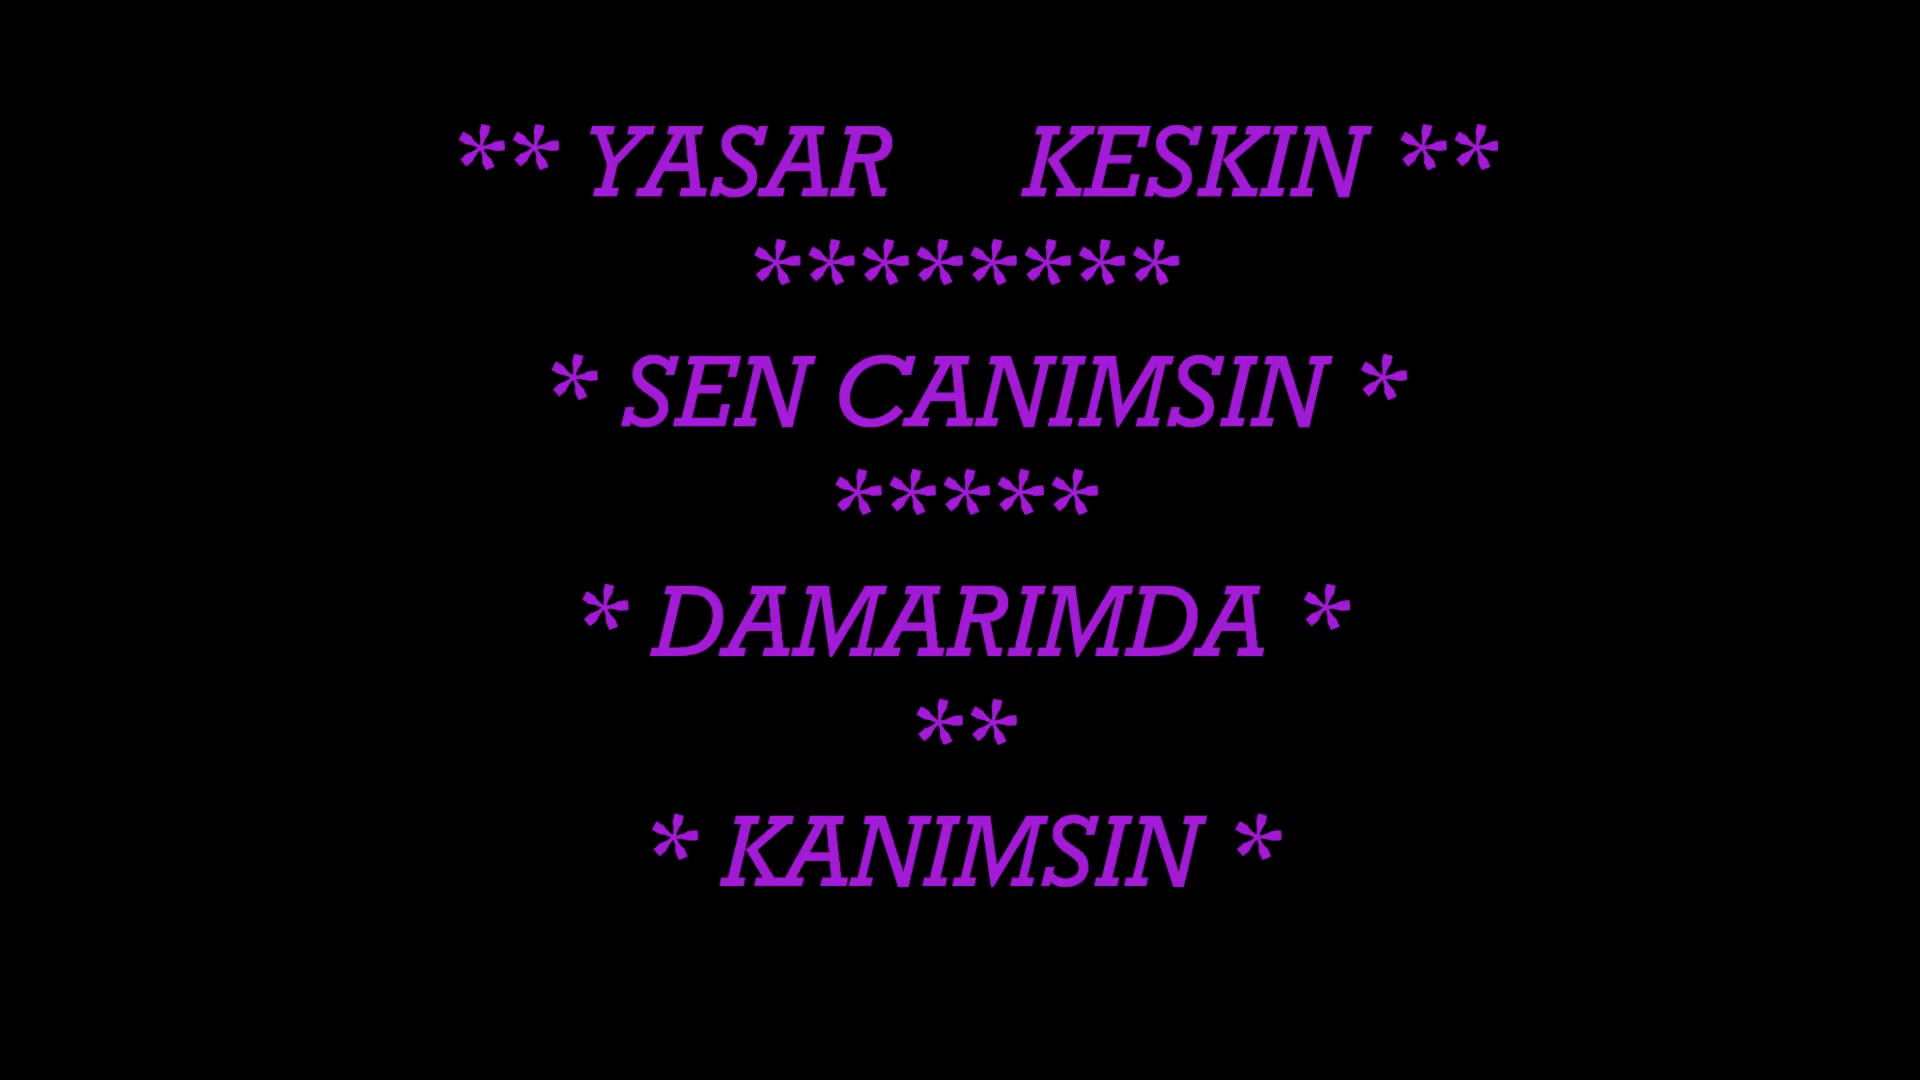 ** YASAR     KESKIN **
********
* SEN CANIMSIN *
*****
* DAMARIMDA *
**
* KANIMSIN *